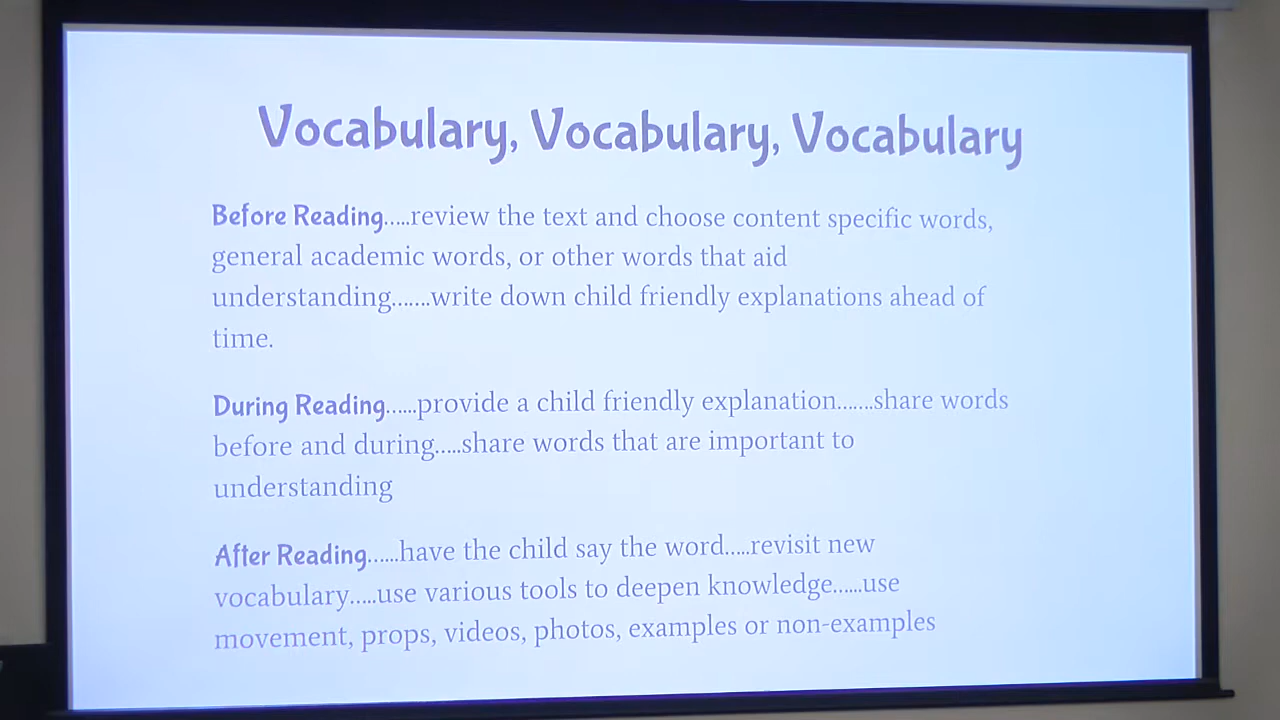 Vocabulary, Vocabulary, Vocabulary
Before Reading.....review the text and choose content specific words,
general academic words, or other words that aid
understanding.......write down child friendly explanations ahead of
time.
During Reading......provide a child friendly explanation.......share words
before and during.....share words that are important to
understanding
After Reading......have the child say the word.....revisit new
vocabulary.....use various tools to deepen knowledge......use
movement, props, videos, photos, examples or non-examples